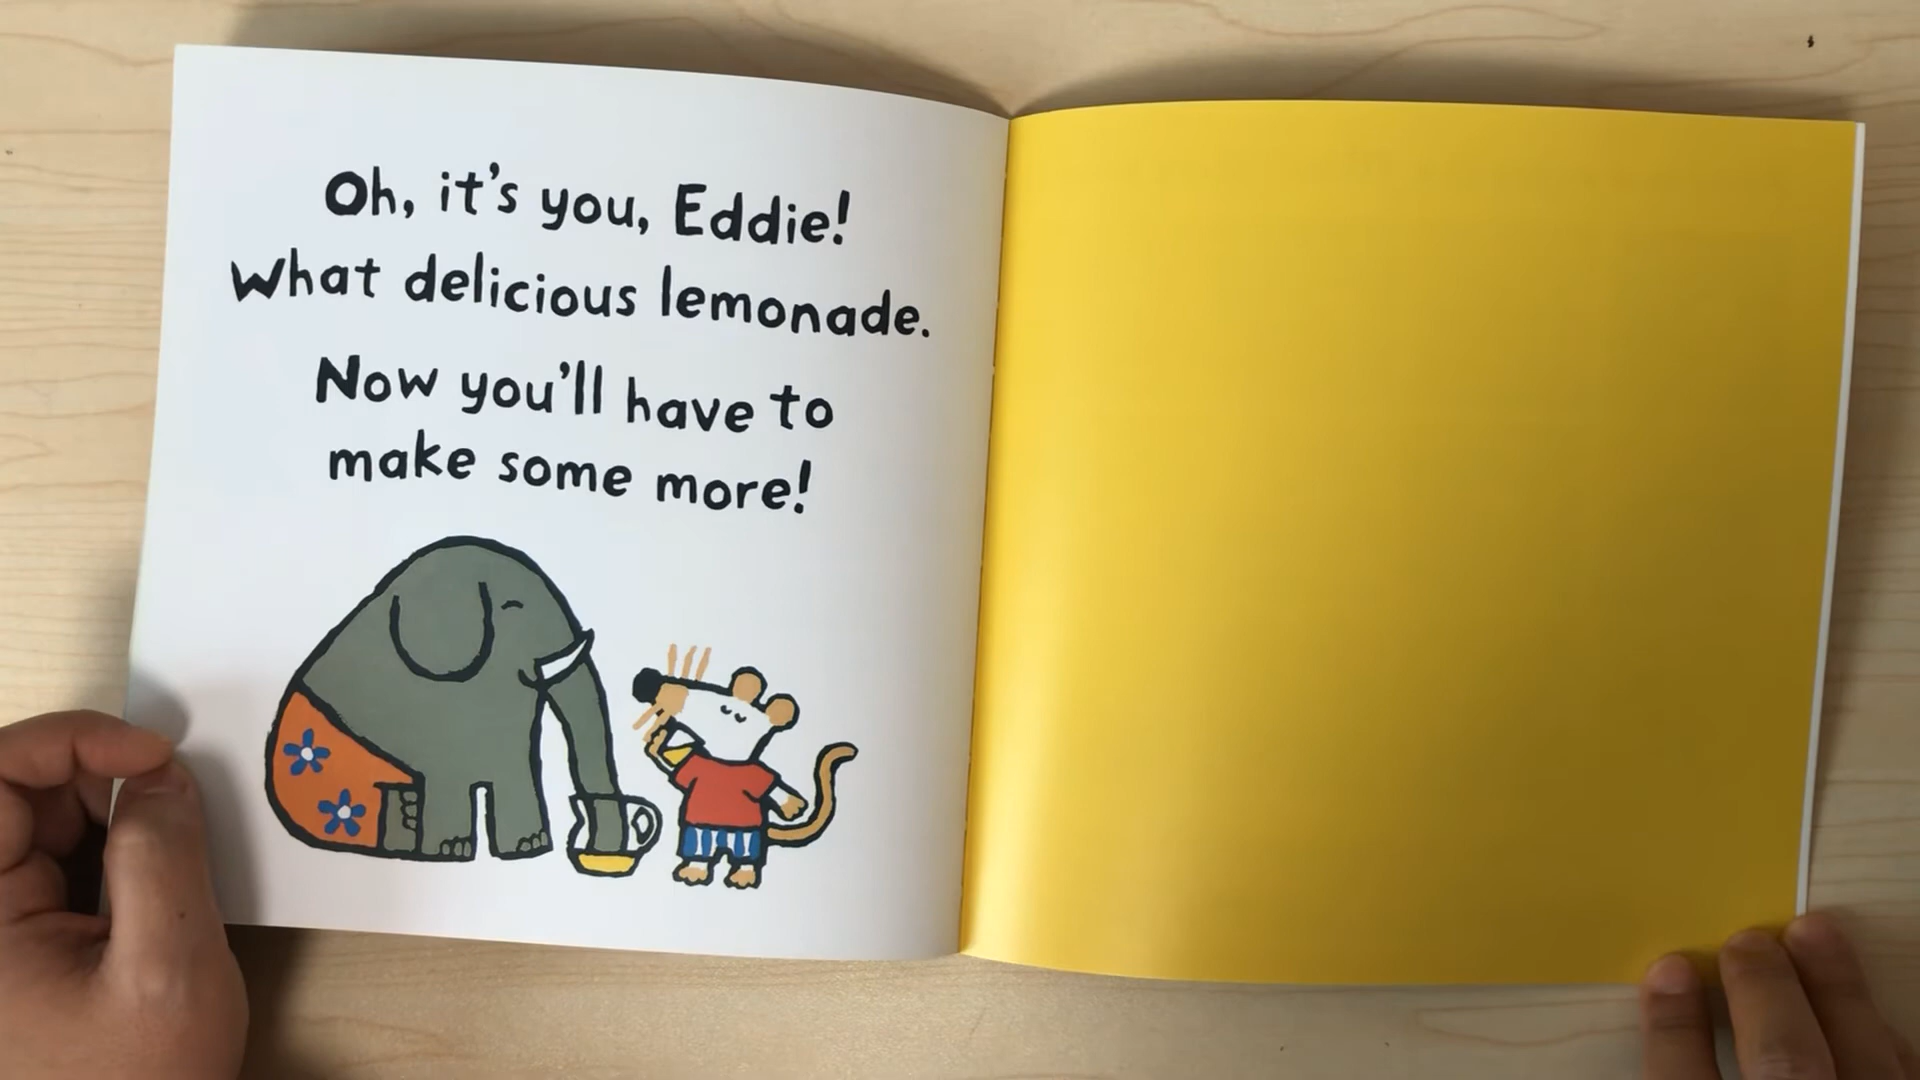 Oh, it's you, Eddie!
What delicious lemonade.
Now you'll have to
make some more!